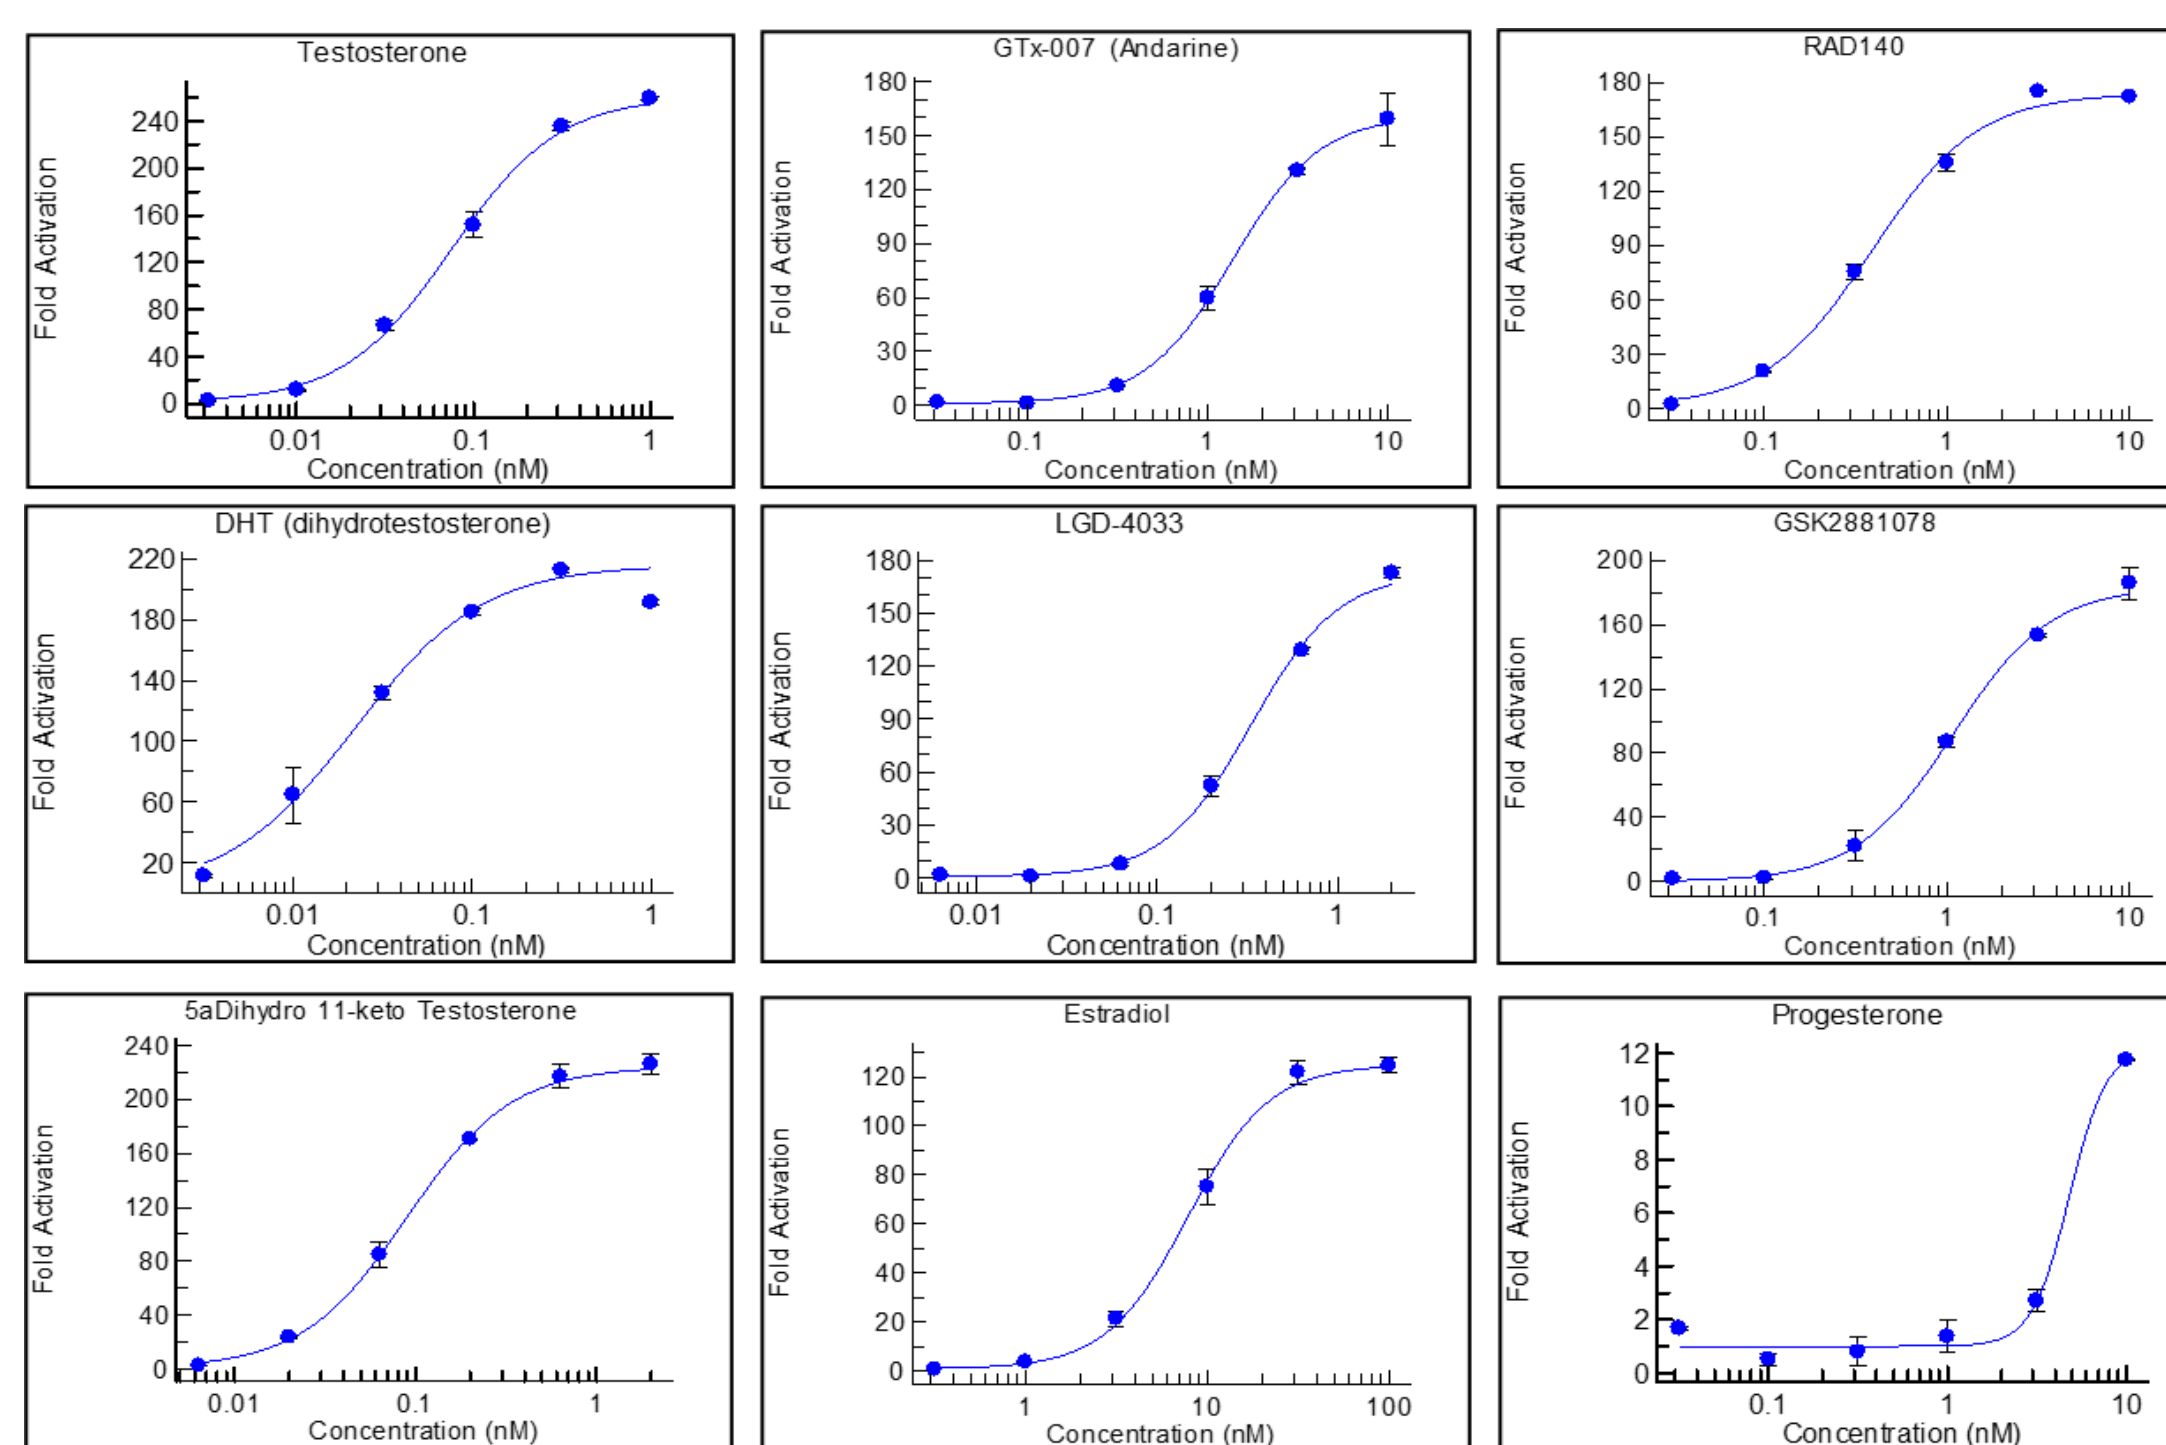 Testosterone
Fold Activation
240
200
160
120
80
40
0
0.01 0.1 1
Concentration (nM)
GTx-007 (Andarine)
Fold Activation
180
150
120
90
60
30
0
0.1 1 10
Concentration (nM)
RAD140
Fold Activation
180
150
120
90
60
30
0
0.1 1 10
Concentration (nM)
DHT (dihydrotestosterone)
Fold Activation
220
180
140
100
60
20
0.01 0.1 1
Concentration (nM)
LGD-4033
Fold Activation
180
150
120
90
60
30
0
0.01 0.1 1
Concentration (nM)
GSK2881078
Fold Activation
200
160
120
80
40
0
0.1 1 10
Concentration (nM)
5aDihydro 11-keto Testosterone
Fold Activation
240
200
160
120
80
40
0
0.01 0.1 1
Concentration (nM)
Estradiol
Fold Activation
120
100
80
60
40
20
0
1 10 100
Concentration (nM)
Progesterone
Fold Activation
12
10
8
6
4
2
0
0.1 1 10
Concentration (nM)